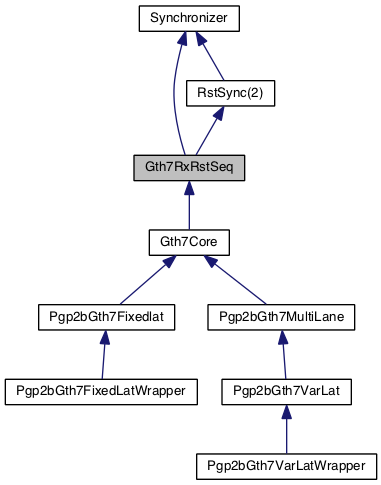 Synchronizer
RstSync(2)
Gth7RxRstSeq
Gth7Core
Pgp2bGth7Fixedlat
Pgp2bGth7MultiLane
Pgp2bGth7FixedLatWrapper
Pgp2bGth7VarLat
Pgp2bGth7VarLatWrapper